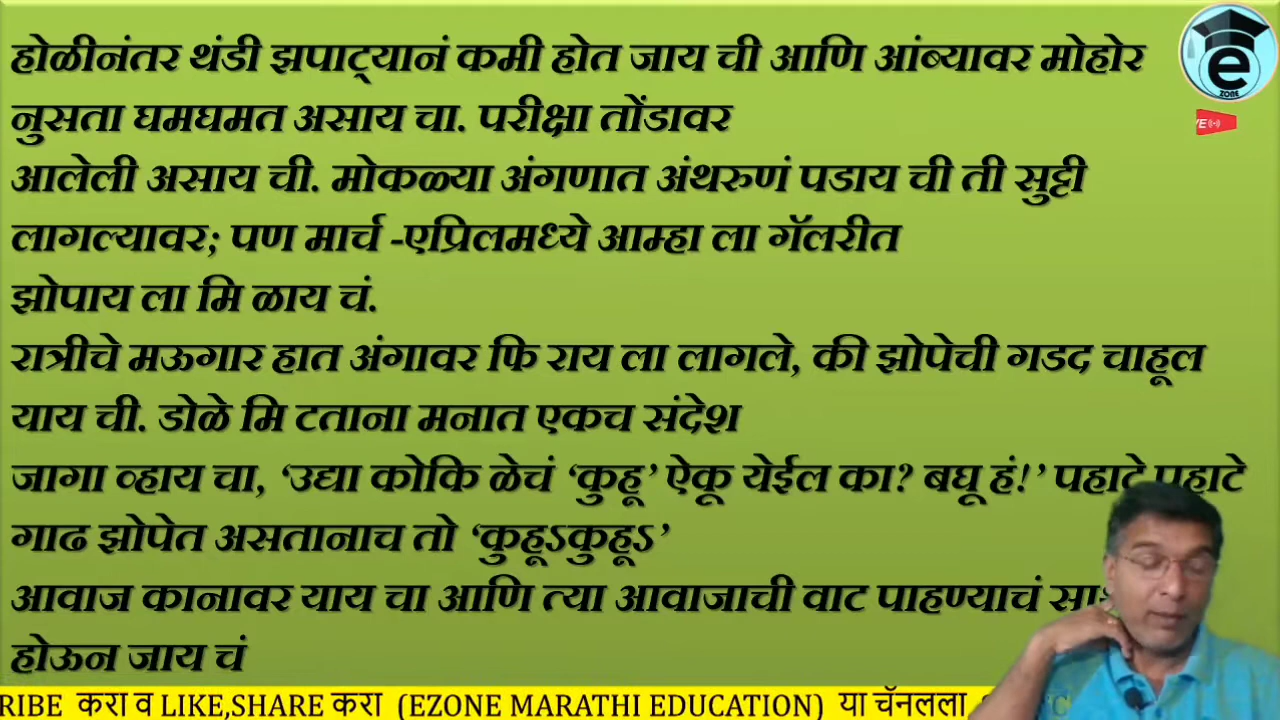 होळीनंतर थंडी झपाट्यानं कमी होत जाय ची आणि आंब्यावर मोहोर
नुसता घमघमत असाय चा. परीक्षा तोंडावर
आलेली असाय ची. मोकळ्या अंगणात अंथरुणं पडाय ची ती सुट्टी
लागल्यावर; पण मार्च -एप्रिलमध्ये आम्हा ला गॅलरीत
झोपाय ला मि ळाय चं.
रात्रीचे मऊगार हात अंगावर फि राय ला लागले, की झोपेची गडद चाहूल
याय ची. डोळे मि टताना मनात एकच संदेश
जागा व्हाय चा, ‘उद्या कोकि ळेचं ‘कुहू’ ऐकू येईल का? बघू हं!’ पहाटे पहाटे
गाढ झोपेत असतानाच तो ‘कुहूऽकुहूऽ’
आवाज कानावर याय चा आणि त्या आवाजाची वाट पाहण्याचं
होऊन जाय चं
e
ZONE
RIBE करा व LIKE,SHARE करा (EZONE MARATHI EDUCATION) या चॅनलला